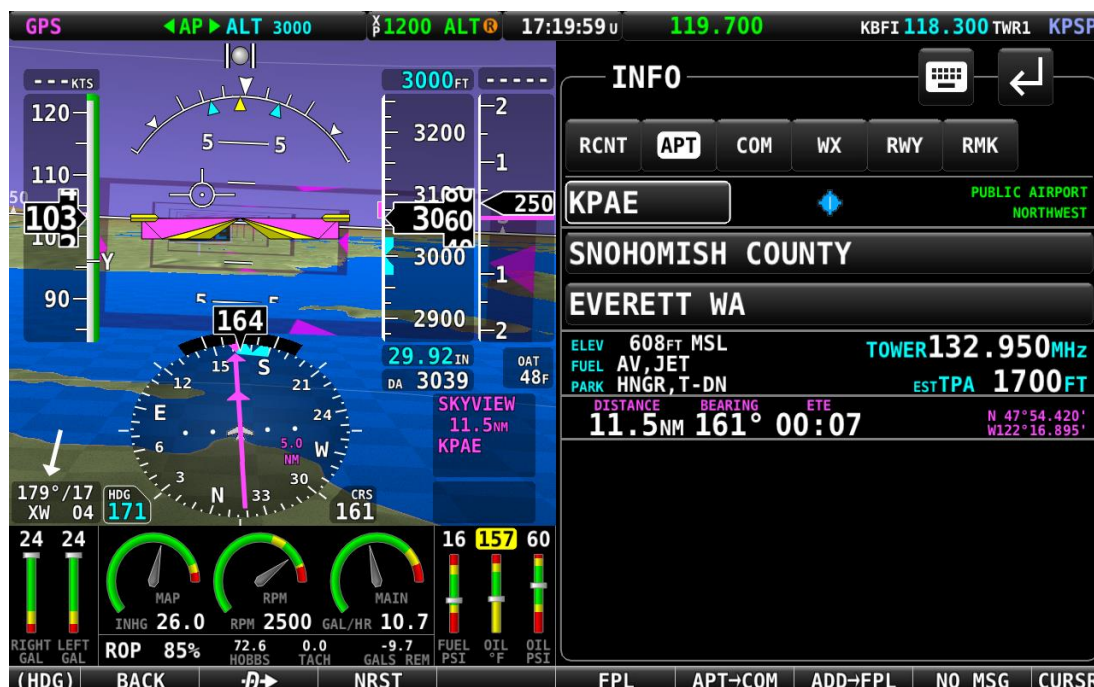 GPS AP ALT 3000 XP 1200 ALT R 17:19:59 U 119.700 KBFI 118.300 TWR1 KPSP
---KTS
120
110
103
90
Y
5 5
5
3000FT
3200
3060
3000
2900
-----
2
1
250
1
2
164
29.92IN
DA 3039
OAT
48F
SKYVIEW
11.5NM
KPAE
12 15 S 21 24 W 30 33 N 3 6 E
5.0
NM
179°/17
XW 04
HDG
171
CRS
161
24 24
RIGHT GAL LEFT GAL
MAP
INHG 26.0
RPM
RPM 2500
MAIN
GAL/HR 10.7
16 157 60
FUEL PSI OIL °F OIL PSI
ROP 85%
72.6 HOBBS
0.0 TACH
-9.7 GALS REM
INFO
RCNT APT COM WX RWY RMK
KPAE
PUBLIC AIRPORT
NORTHWEST
SNOHOMISH COUNTY
EVERETT WA
ELEV 608FT MSL
FUEL AV,JET
PARK HNGR,T-DN
TOWER 132.950MHz
EST TPA 1700FT
DISTANCE BEARING ETE
11.5NM 161° 00:07
N 47°54.420'
W122°16.895'
(HDG) BACK D NRST FPL APT→COM ADD→FPL NO MSG CURSR